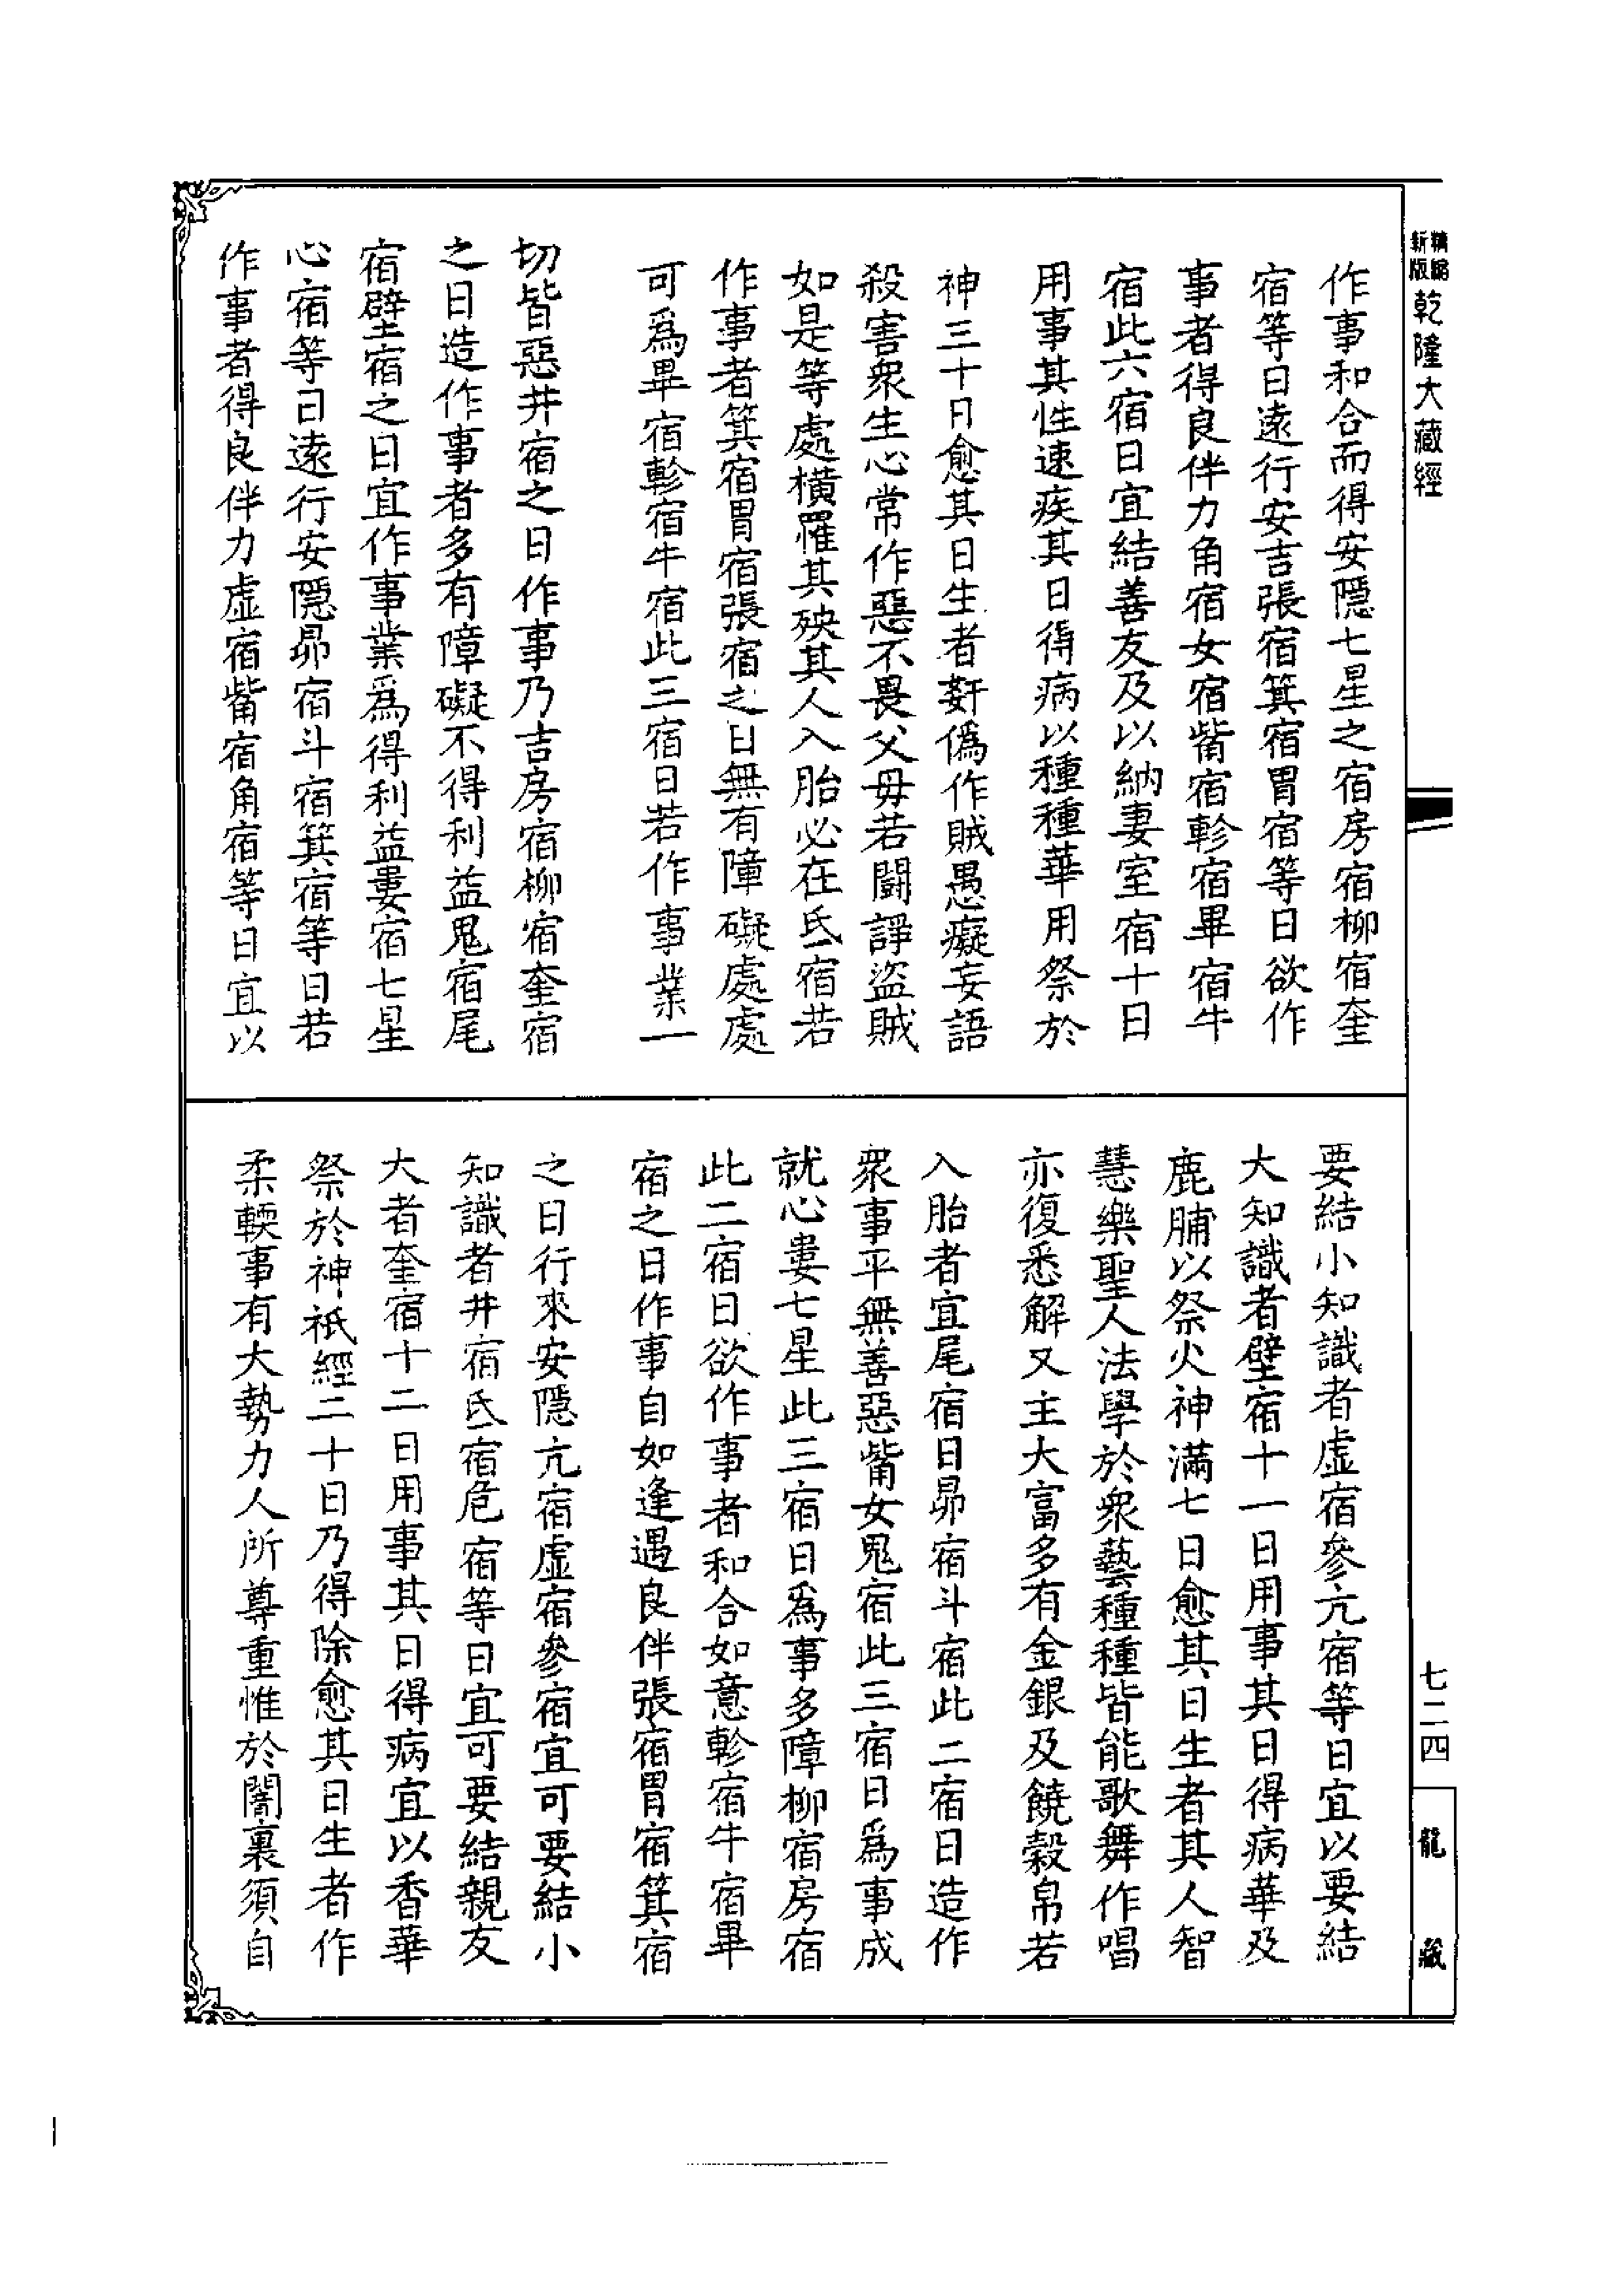 精縮
新版
乾隆大藏經
作事和合而得安隱七星之宿房宿柳宿奎
宿等日遠行安吉張宿箕宿胃宿等日欲作
事者得良伴力角宿女宿觜宿軫宿畢宿牛
宿此六宿日宜結善友及以納妻室宿十日
用事其性速疾其日得病以種種華用祭於
神三十日愈其日生者姧偽作賊愚癡妄語
殺害眾生心常作惡不畏父母若鬪諍盜賊
如是等處橫罹其殃其人入胎必在氐宿若
作事者箕宿胃宿張宿之日無有障礙處處
可為畢宿軫宿牛宿此三宿日若作事業一
切皆惡井宿之日作事乃吉房宿柳宿奎宿
之日造作事者多有障礙不得利益鬼宿尾
宿壁宿之日宜作事業為得利益婁宿七星
心宿等日遠行安隱昴宿斗宿箕宿等日若
作事者得良伴力虛宿觜宿角宿等日宜以
要結小知識者虛宿參亢宿等日宜以要結
大知識者壁宿十一日用事其日得病華及
鹿脯以祭火神滿七日愈其日生者其人智
慧樂聖人法學於眾藝種種皆能歌舞作唱
亦復悉解又主大富多有金銀及饒穀帛若
入胎者宜尾宿日昴宿斗宿此二宿日造作
眾事平無善惡觜女鬼宿此三宿日為事成
就心婁七星此三宿日為事多障柳宿房宿
此二宿日欲作事者和合如意軫宿牛宿畢
宿之日作事自如逢遇良伴張宿胃宿箕宿
之日行來安隱亢宿虛宿參宿宜可要結小
知識者井宿氐宿危宿等日宜可要結親友
大者奎宿十二日用事其日得病宜以香華
祭於神祇經二十日乃得除愈其日生者作
柔輭事有大勢力人所尊重惟於闇裏須自
七二四
龍藏